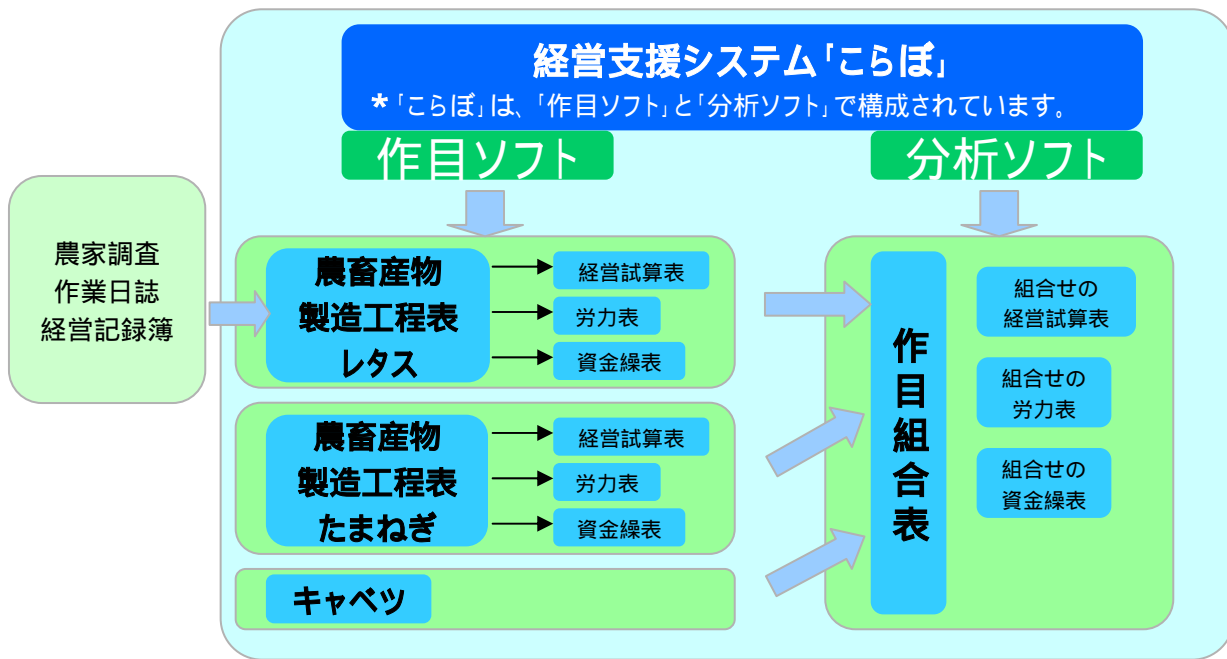 経営支援システム「こらぼ」
*「こらぼ」は、「作目ソフト」と「分析ソフト」で構成されています。
作目ソフト
分析ソフト
農家調査
作業日誌
経営記録簿
農畜産物
製造工程表
レタス
経営試算表
労力表
資金繰表
農畜産物
製造工程表
たまねぎ
経営試算表
労力表
資金繰表
キャベツ
作目組合表
組合せの
経営試算表
組合せの
労力表
組合せの
資金繰表